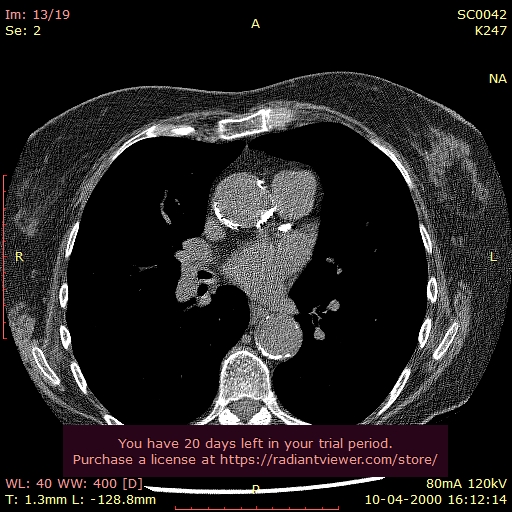 Im: 13/19
Se: 2
A
SC0042
K247
NA
R
L
You have 20 days left in your trial period.
Purchase a license at https://radiantviewer.com/store/
P
WL: 40 WW: 400 [D]
T: 1.3mm L: -128.8mm
80mA 120kV
10-04-2000 16:12:14